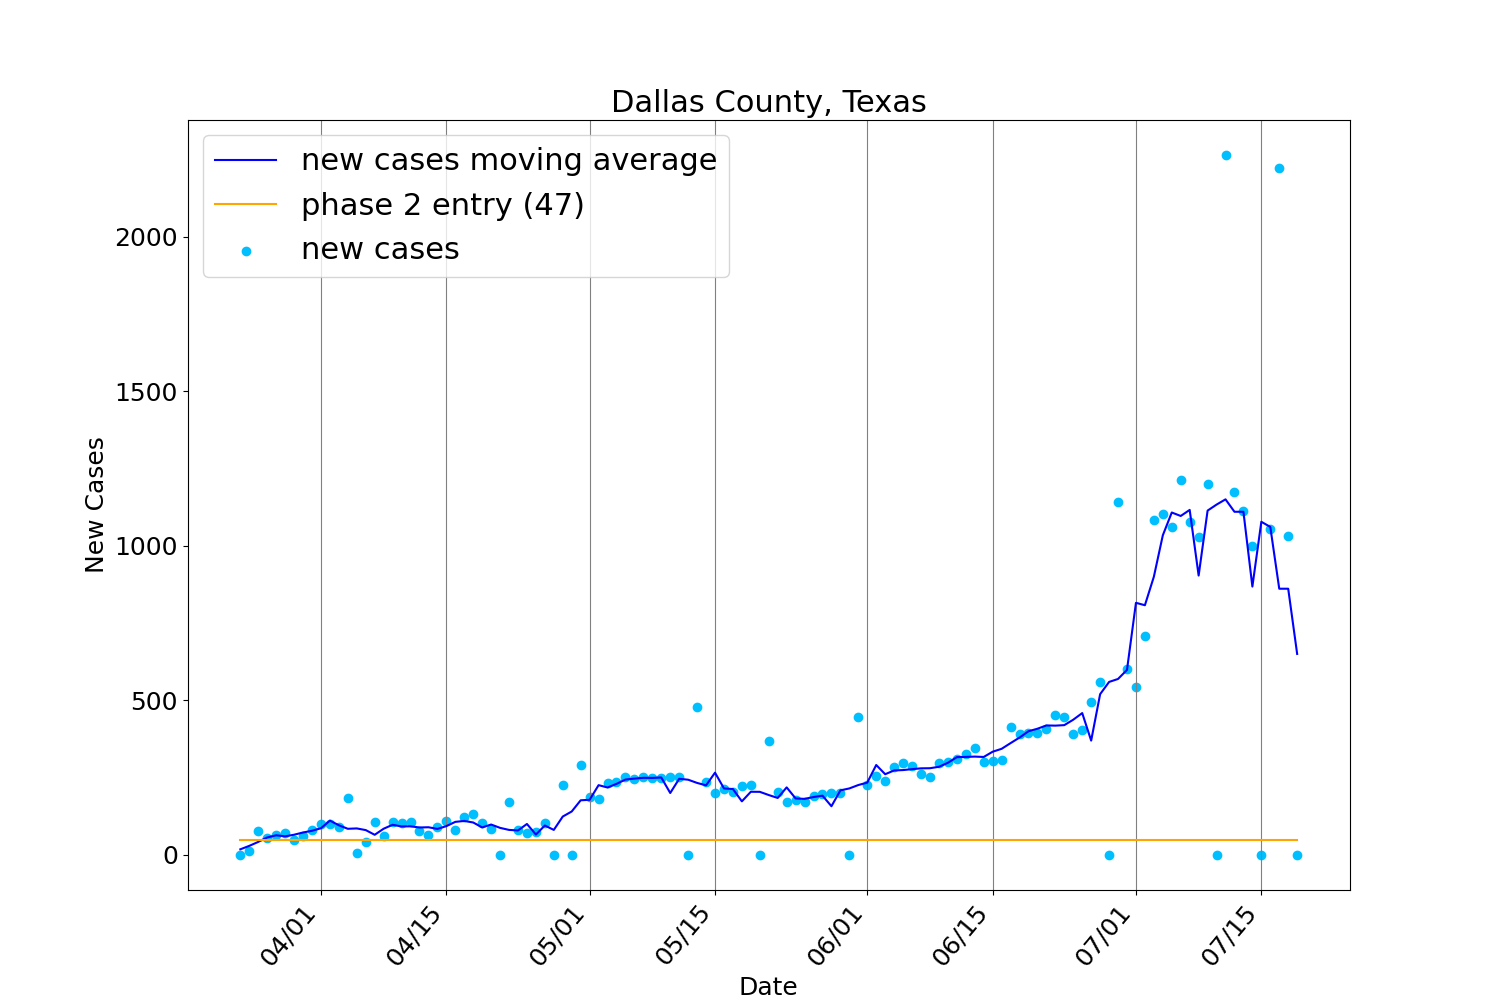 Dallas County, Texas
new cases moving average
phase 2 entry (47)
new cases
2000
1500
1000
500
0
New Cases
04/01
04/15
05/01
05/15
06/01
06/15
07/01
07/15
Date